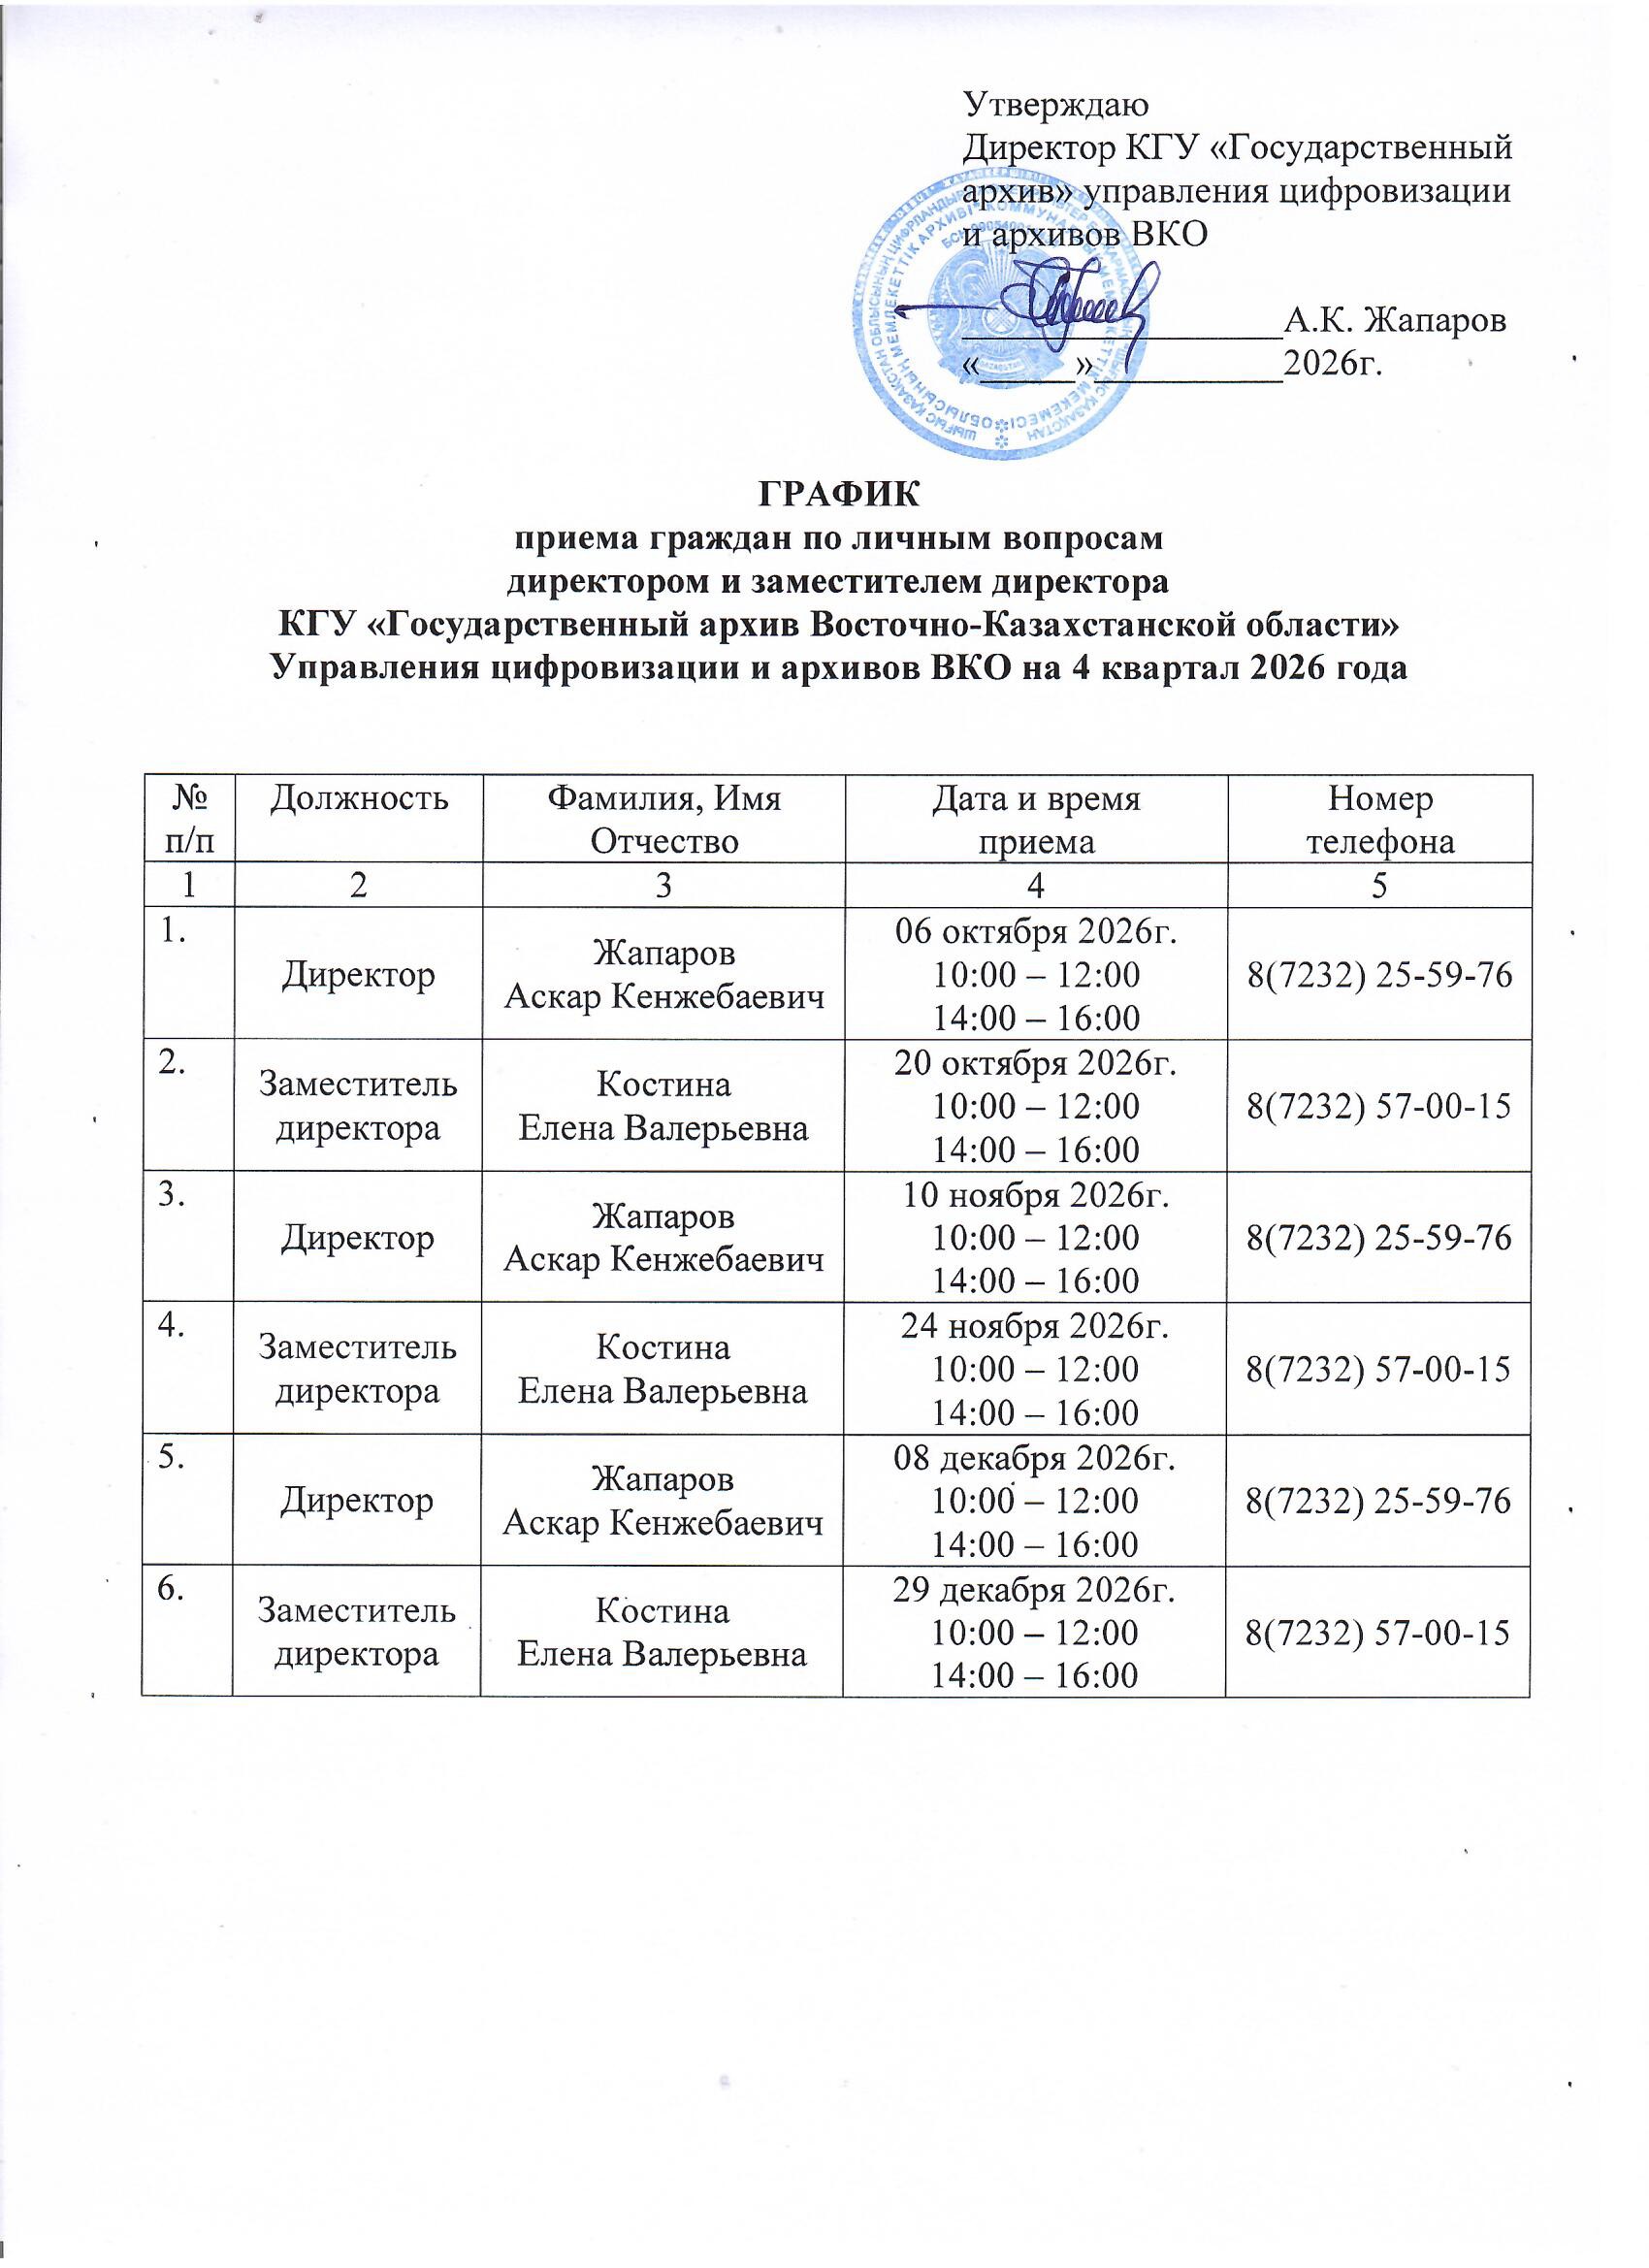 Утверждаю
Директор КГУ «Государственный
архив» управления цифровизации
и архивов ВКО
_________________А.К. Жапаров
«_____»__________2026г.
ГРАФИК
приема граждан по личным вопросам
директором и заместителем директора
КГУ «Государственный архив Восточно-Казахстанской области»
Управления цифровизации и архивов ВКО на 4 квартал 2026 года
№ Должность Фамилия, Имя Дата и время Номер
п/п Отчество приема телефона
1 2 3 4 5
1. 06 октября 2026г.
Жапаров
Директор 10:00 – 12:00 8(7232) 25-59-76
Аскар Кенжебаевич
14:00 – 16:00
2. 20 октября 2026г.
Заместитель Костина
10:00 – 12:00 8(7232) 57-00-15
директора Елена Валерьевна
14:00 – 16:00
3. 10 ноября 2026г.
Жапаров
Директор 10:00 – 12:00 8(7232) 25-59-76
Аскар Кенжебаевич
14:00 – 16:00
4. 24 ноября 2026г.
Заместитель Костина
10:00 – 12:00 8(7232) 57-00-15
директора Елена Валерьевна
14:00 – 16:00
5. 08 декабря 2026г.
Жапаров
Директор 10:00 – 12:00 8(7232) 25-59-76
Аскар Кенжебаевич
14:00 – 16:00
6. 29 декабря 2026г.
Заместитель Костина
10:00 – 12:00 8(7232) 57-00-15
директора Елена Валерьевна
14:00 – 16:00